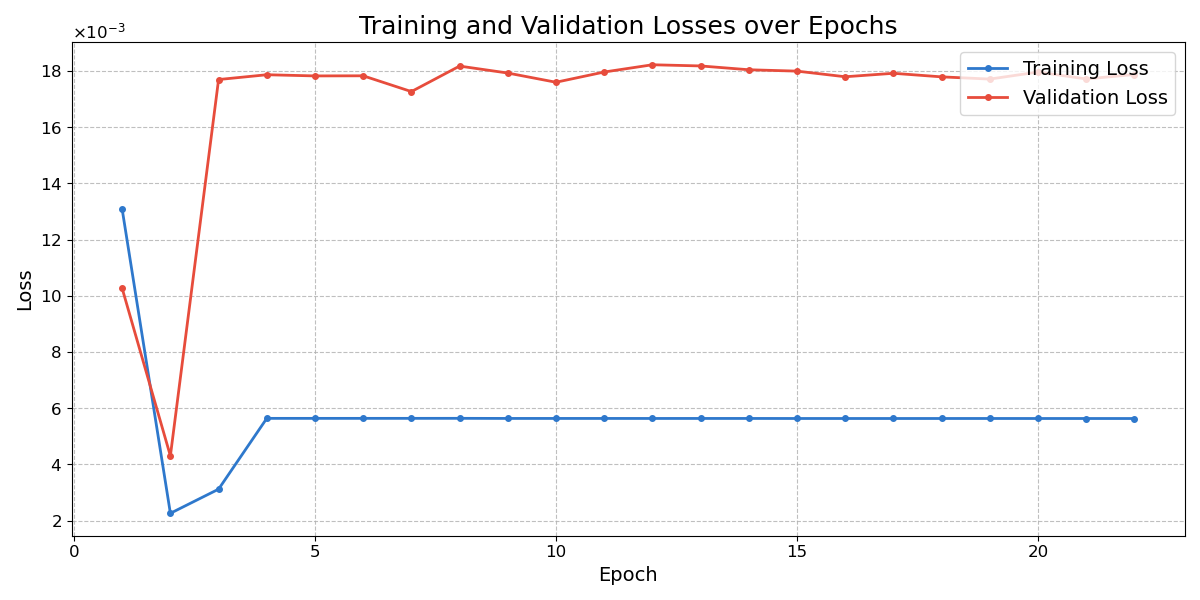 Training and Validation Losses over Epochs
×10⁻³
Training Loss
Validation Loss
18
16
14
12
10
8
6
4
2
Loss
0 5 10 15 20
Epoch